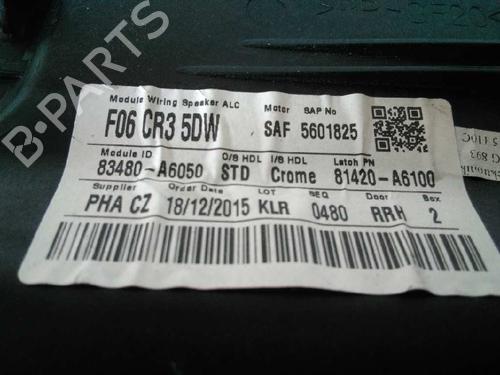 Module Wiring Speaker ALC Motor SAP No
F06 CR3 5DW SAF 5601825
Module ID O/S HDL I/S HDL Latch PN
83480-A6050 STD Crome 81420-A6100
Supplier Order Date LOT SEQ Door Box
PHA CZ 18/12/2015 KLR 0480 RRH 2
B-PARTS